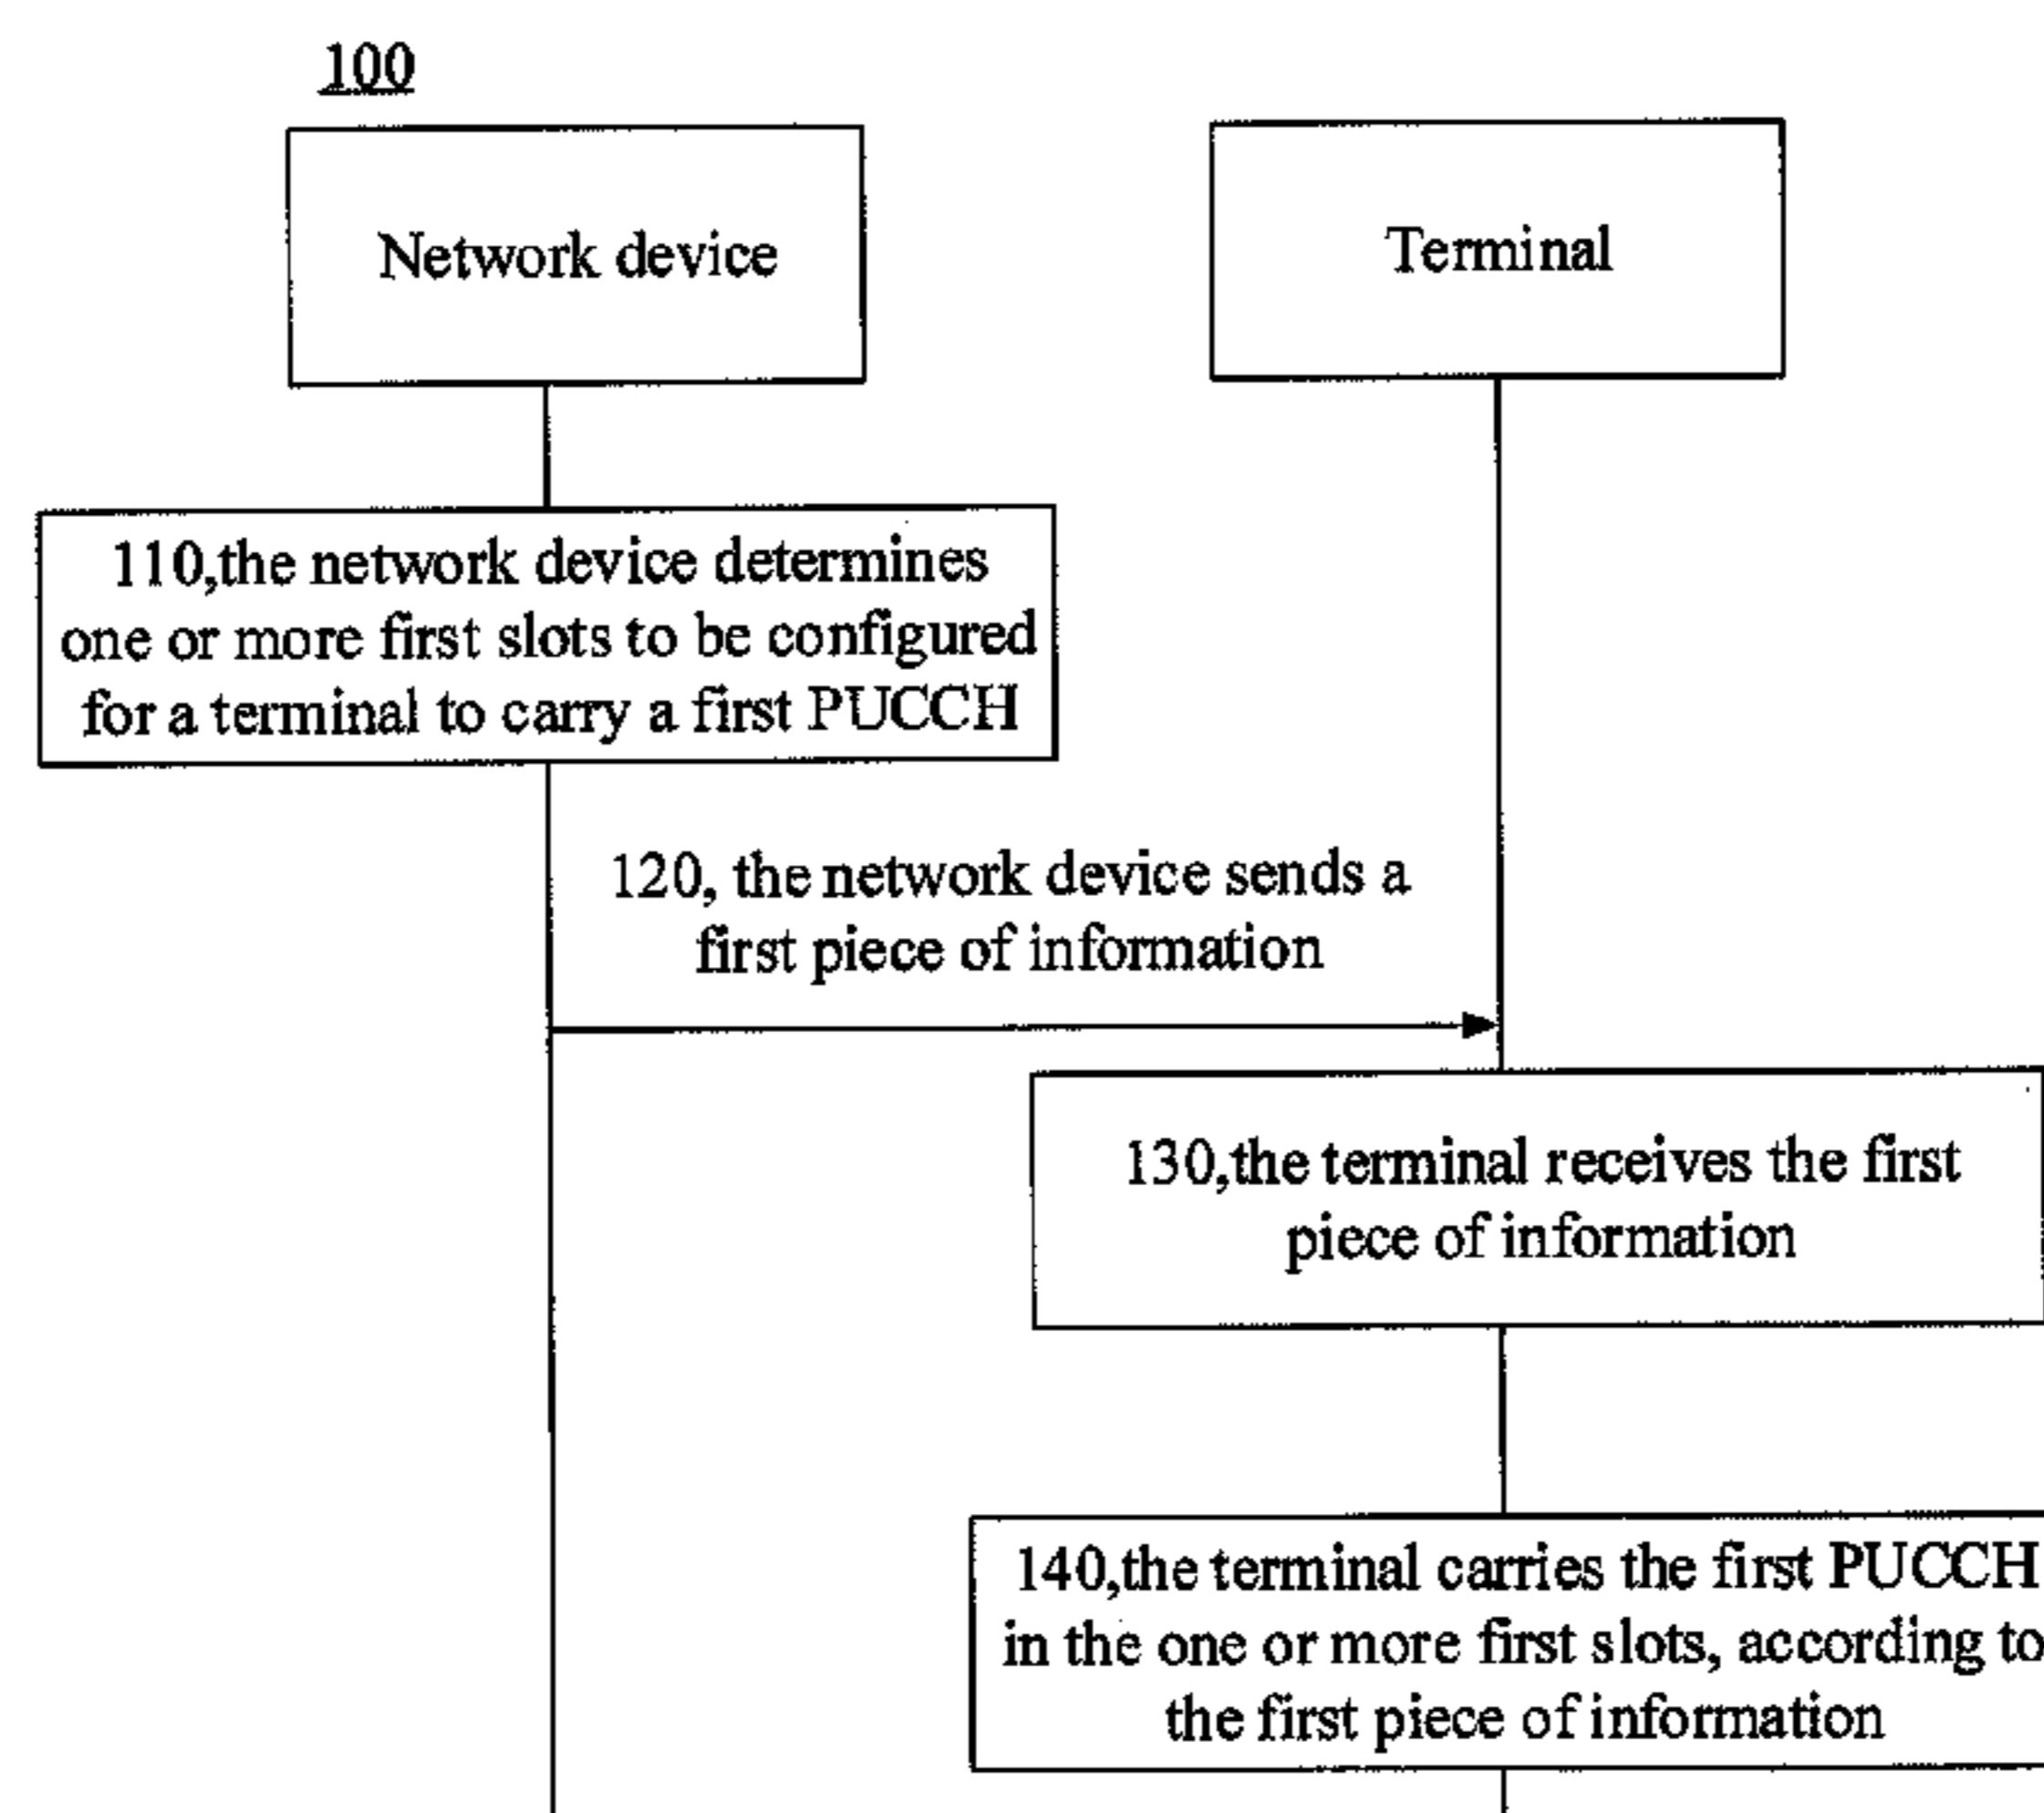 100
Network device
Terminal
110,the network device determines
one or more first slots to be configured
for a terminal to carry a first PUCCH
120, the network device sends a
first piece of information
130,the terminal receives the first
piece of information
140,the terminal carries the first PUCCH
in the one or more first slots, according to
the first piece of information